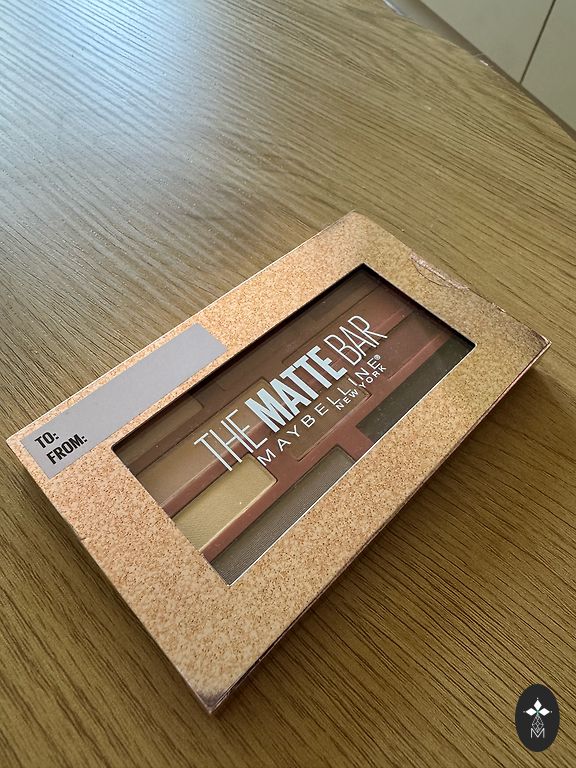 TO:
FROM:
THE MATTE BAR
MAYBELLINE®
NEW YORK
M